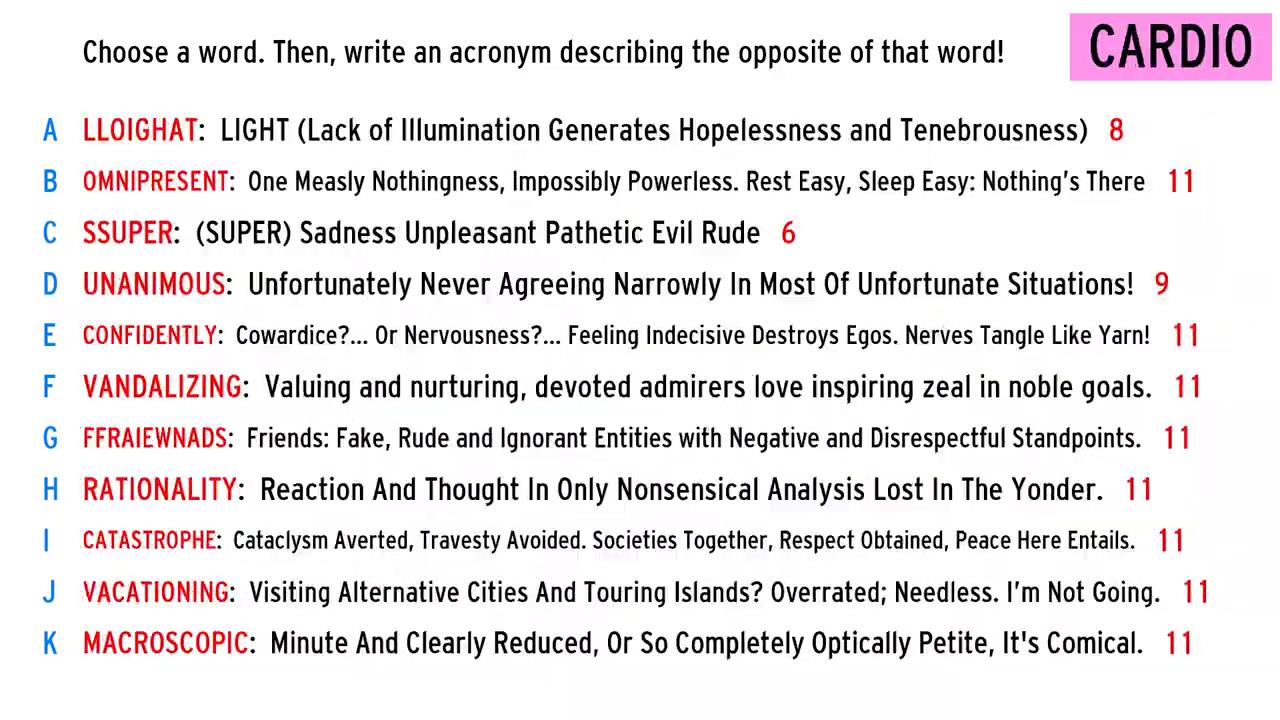 Choose a word. Then, write an acronym describing the opposite of that word!
CARDIO
A LLOIGHAT: LIGHT (Lack of Illumination Generates Hopelessness and Tenebrousness) 8
B OMNIPRESENT: One Measly Nothingness, Impossibly Powerless. Rest Easy, Sleep Easy: Nothing's There 11
C SSUPER: (SUPER) Sadness Unpleasant Pathetic Evil Rude 6
D UNANIMOUS: Unfortunately Never Agreeing Narrowly In Most Of Unfortunate Situations! 9
E CONFIDENTLY: Cowardice?... Or Nervousness?... Feeling Indecisive Destroys Egos. Nerves Tangle Like Yarn! 11
F VANDALIZING: Valuing and nurturing, devoted admirers love inspiring zeal in noble goals. 11
G FFRAIEWNADS: Friends: Fake, Rude and Ignorant Entities with Negative and Disrespectful Standpoints. 11
H RATIONALITY: Reaction And Thought In Only Nonsensical Analysis Lost In The Yonder. 11
I CATASTROPHE: Cataclysm Averted, Travesty Avoided. Societies Together, Respect Obtained, Peace Here Entails. 11
J VACATIONING: Visiting Alternative Cities And Touring Islands? Overrated; Needless. I'm Not Going. 11
K MACROSCOPIC: Minute And Clearly Reduced, Or So Completely Optically Petite, It's Comical. 11